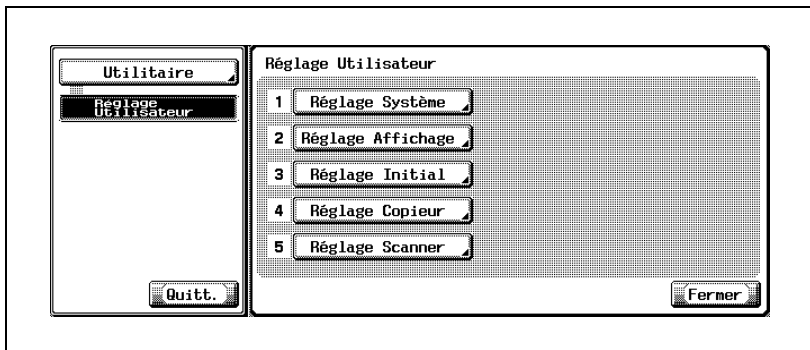 Utilitaire
Réglage
Utilisateur
Quitt.
Réglage Utilisateur
1 Réglage Système
2 Réglage Affichage
3 Réglage Initial
4 Réglage Copieur
5 Réglage Scanner
Fermer